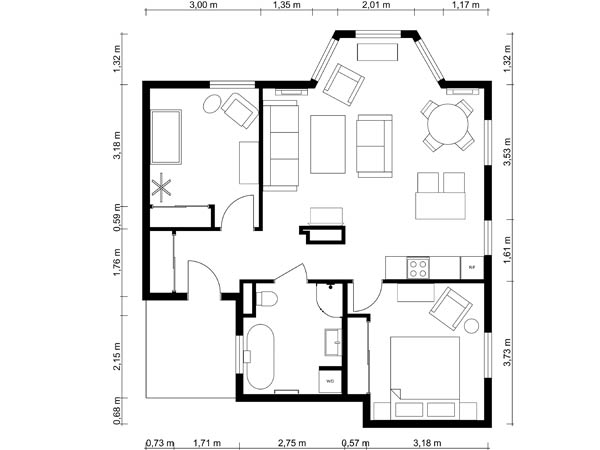 3,00 m 1,35 m 2,01 m 1,17 m
1,32 m
1,32 m
3,18 m
3,53 m
0,59 m
1,76 m
1,61 m
R/F
2,15 m
3,73 m
WD
0,68 m
0,73 m 1,71 m 2,75 m 0,57 m 3,18 m